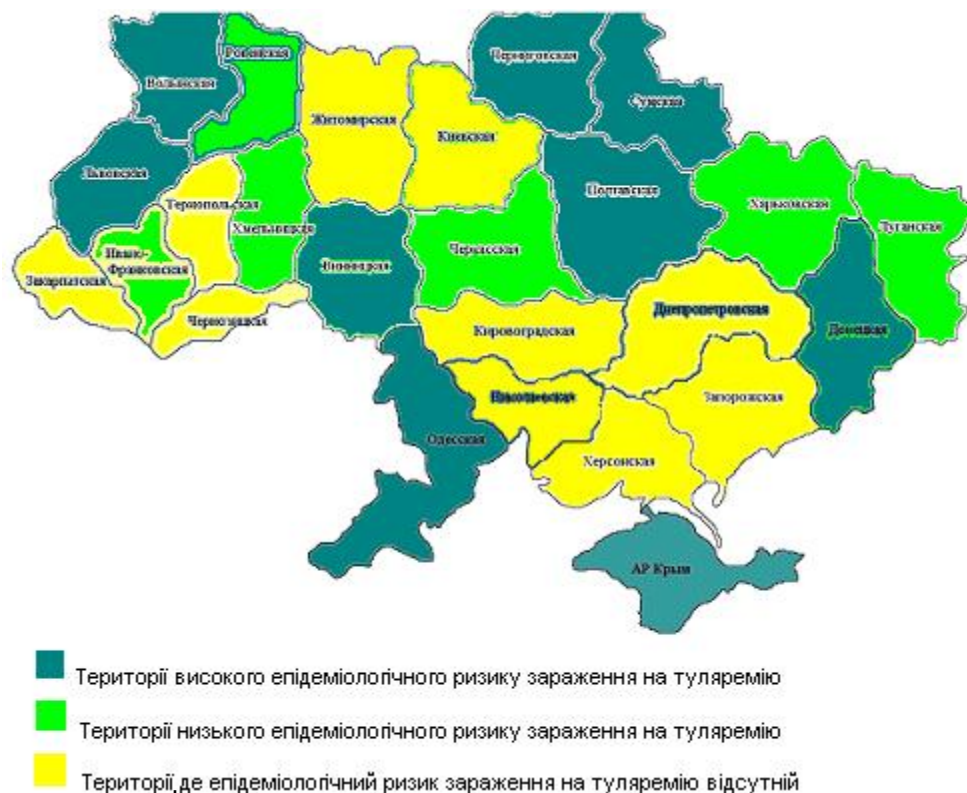 Ровенская
Черниговская
Волынская
Сумская
Житомирская
Киевская
Львовская
Полтавская
Тернопольская
Харьковская
Луганская
Хмельницкая
Черкасская
Ивано-
Франковская
Винницкая
Закарпатская
Черновицкая
Днепропетровская
Кировоградская
Донецкая
Николаевская
Запорожская
Одесская
Херсонская
АР Крым
Території високого епідеміологічного ризику зараження на туляремію
Території низького епідеміологічного ризику зараження на туляремію
Території,де епідеміологічний ризик зараження на туляремію відсутній